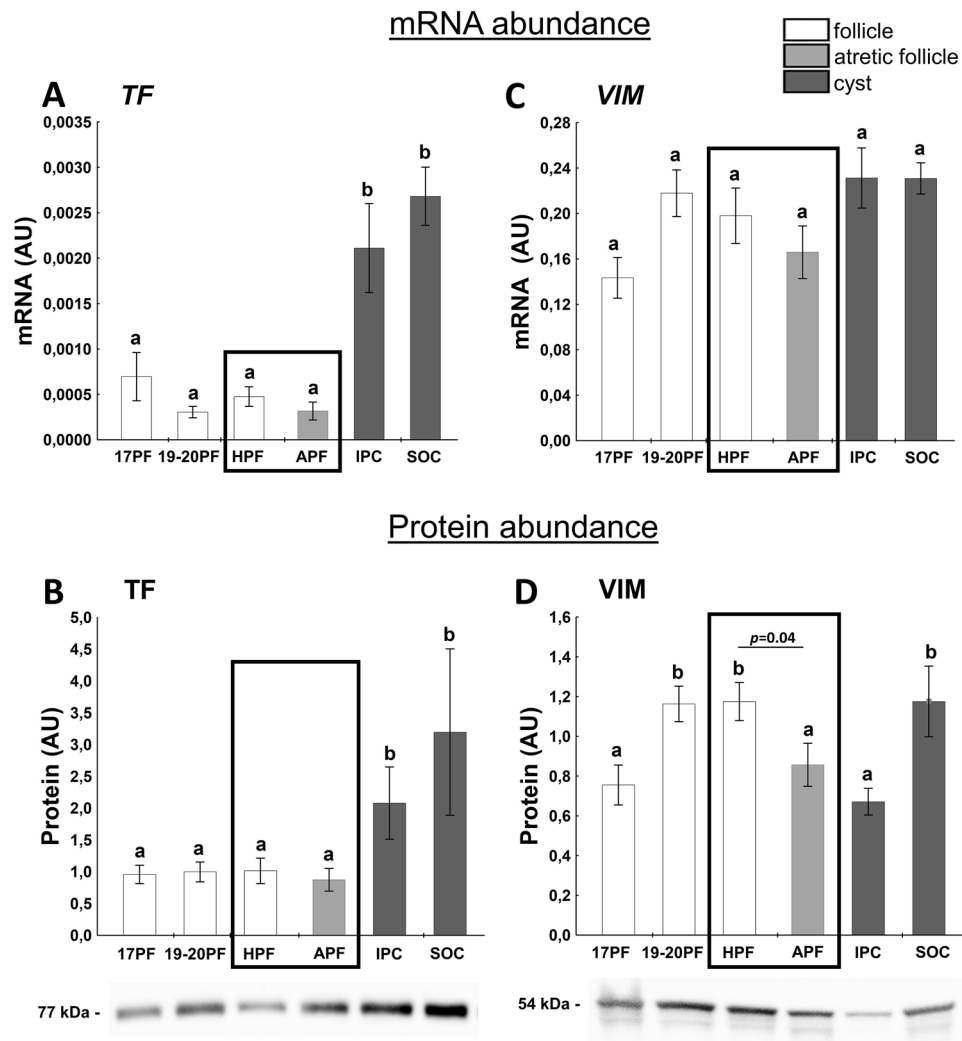 mRNA abundance
follicle
atretic follicle
cyst
A
TF
0,0035
0,0030
0,0025
0,0020
0,0015
0,0010
0,0005
0,0000
mRNA (AU)
a
a
a
a
b
b
17PF 19-20PF HPF APF IPC SOC
C
VIM
0,28
0,24
0,20
0,16
0,12
0,08
0,04
0,00
mRNA (AU)
a
a
a
a
a
a
17PF 19-20PF HPF APF IPC SOC
Protein abundance
B
TF
5,0
4,5
4,0
3,5
3,0
2,5
2,0
1,5
1,0
0,5
0,0
Protein (AU)
a
a
a
a
b
b
17PF 19-20PF HPF APF IPC SOC
77 kDa -
D
VIM
1,6
1,4
1,2
1,0
0,8
0,6
0,4
0,2
0,0
Protein (AU)
p=0.04
a
b
b
a
a
b
17PF 19-20PF HPF APF IPC SOC
54 kDa -